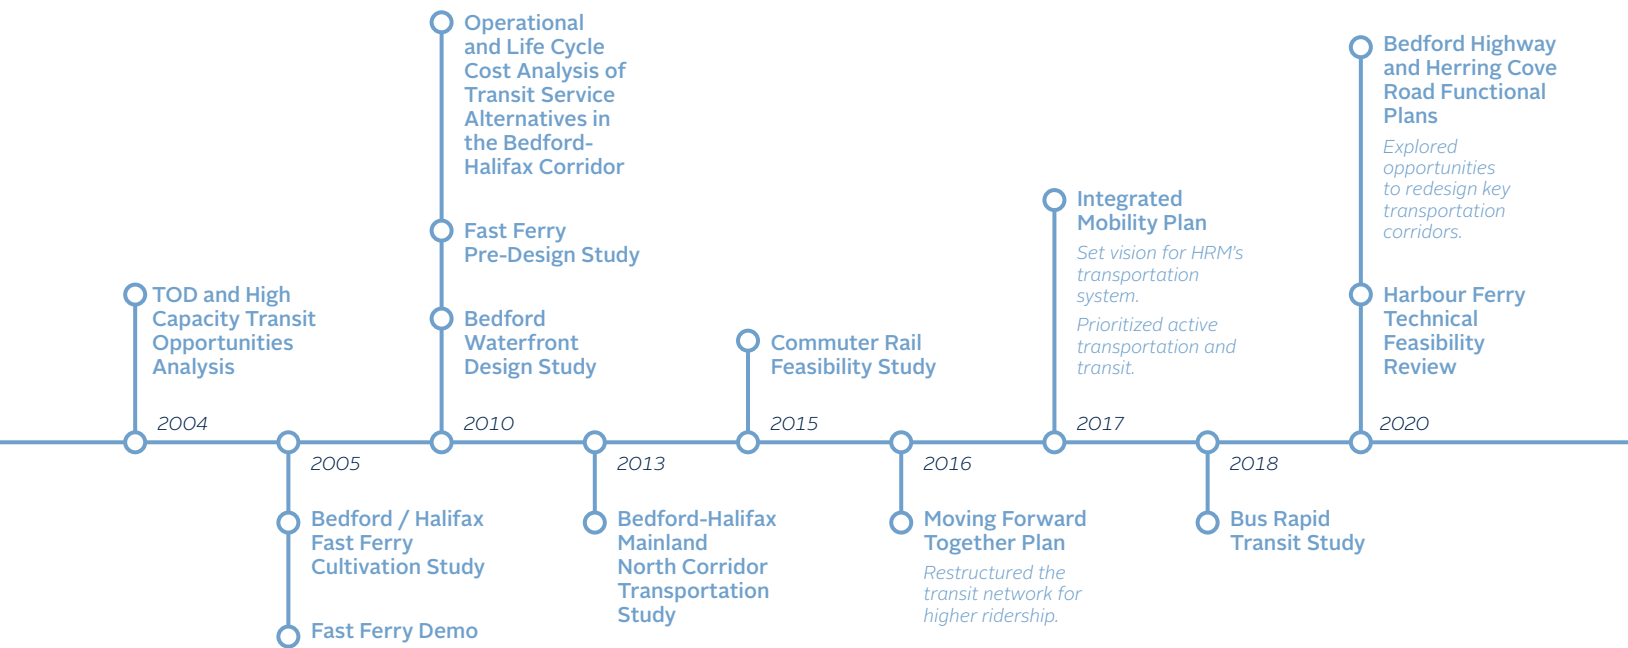 TOD and High
Capacity Transit
Opportunities
Analysis
2004
2005
Bedford / Halifax
Fast Ferry
Cultivation Study
Fast Ferry Demo
Operational
and Life Cycle
Cost Analysis of
Transit Service
Alternatives in
the Bedford-
Halifax Corridor
Fast Ferry
Pre-Design Study
Bedford
Waterfront
Design Study
2010
2013
Bedford-Halifax
Mainland
North Corridor
Transportation
Study
Commuter Rail
Feasibility Study
2015
2016
Moving Forward
Together Plan
Restructured the
transit network for
higher ridership.
Integrated
Mobility Plan
Set vision for HRM's
transportation
system.
Prioritized active
transportation and
transit.
2017
2018
Bus Rapid
Transit Study
Bedford Highway
and Herring Cove
Road Functional
Plans
Explored
opportunities
to redesign key
transportation
corridors.
Harbour Ferry
Technical
Feasibility
Review
2020